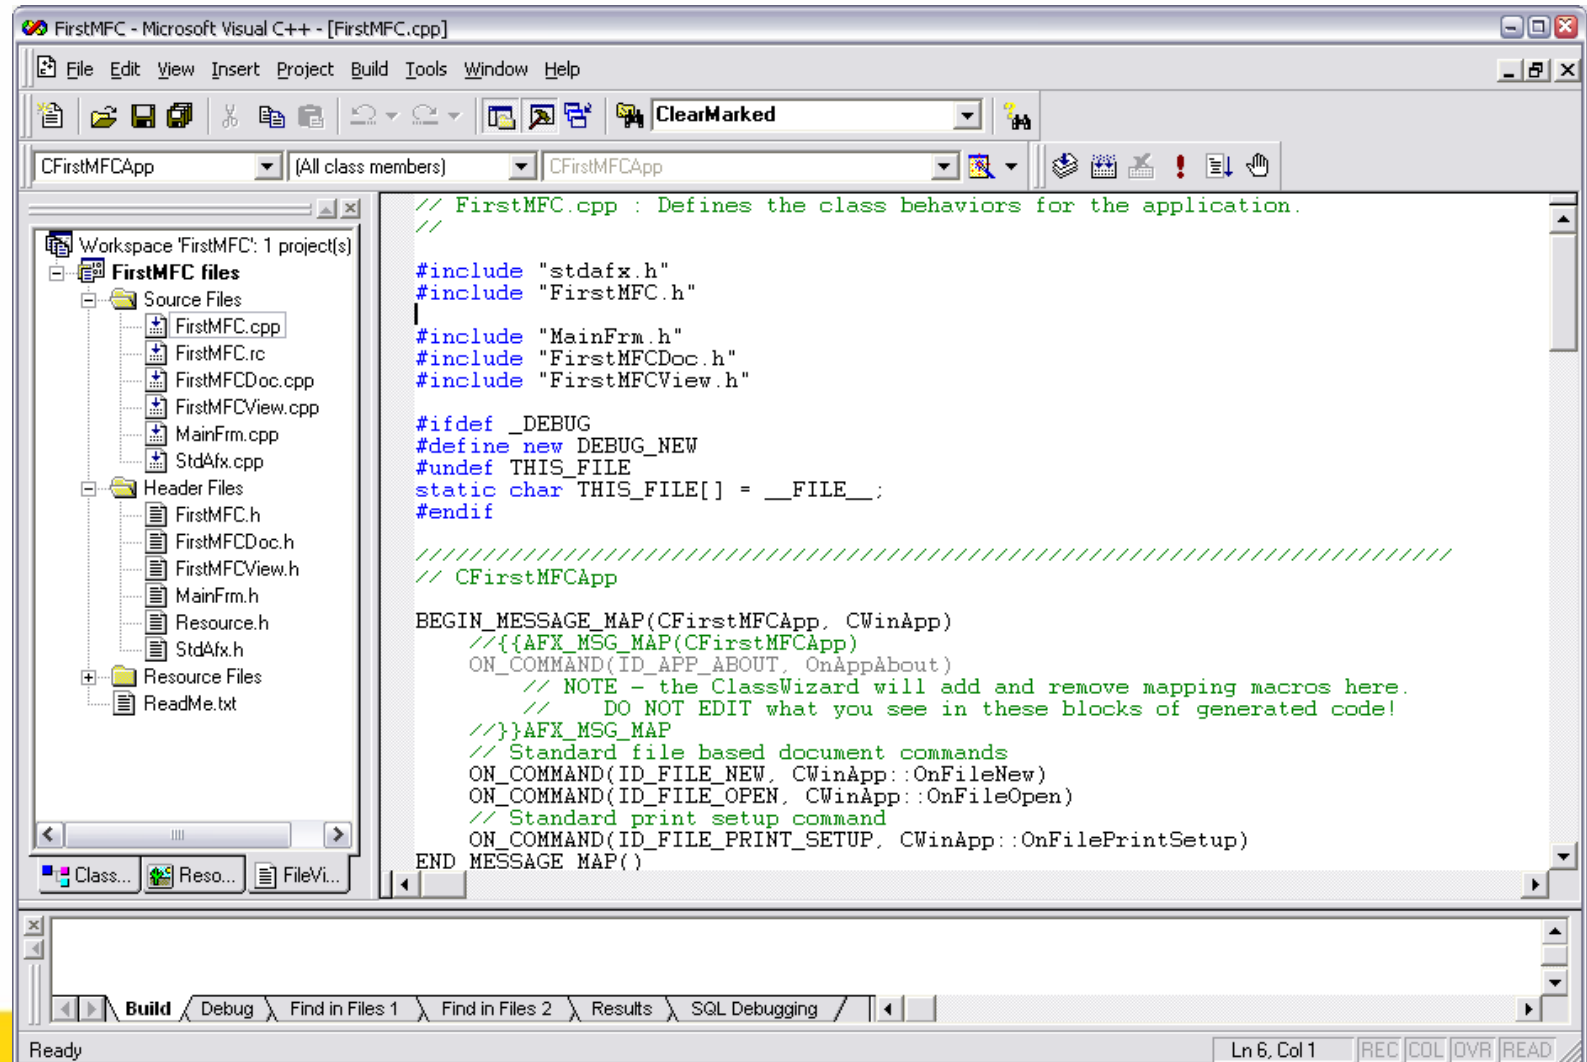 FirstMFC - Microsoft Visual C++ - [FirstMFC.cpp]
File Edit View Insert Project Build Tools Window Help
ClearMarked
CFirstMFCApp (All class members) CFirstMFCApp
Workspace 'FirstMFC': 1 project(s)
FirstMFC files
Source Files
FirstMFC.cpp
FirstMFC.rc
FirstMFCDoc.cpp
FirstMFCView.cpp
MainFrm.cpp
StdAfx.cpp
Header Files
FirstMFC.h
FirstMFCDoc.h
FirstMFCView.h
MainFrm.h
Resource.h
StdAfx.h
Resource Files
ReadMe.txt
Class... Reso... FileVi...
// FirstMFC.cpp : Defines the class behaviors for the application.
//
#include "stdafx.h"
#include "FirstMFC.h"
#include "MainFrm.h"
#include "FirstMFCDoc.h"
#include "FirstMFCView.h"
#ifdef _DEBUG
#define new DEBUG_NEW
#undef THIS_FILE
static char THIS_FILE[] = __FILE__;
#endif
/////////////////////////////////////////////////////////////////////////////
// CFirstMFCApp
BEGIN_MESSAGE_MAP(CFirstMFCApp, CWinApp)
//{{AFX_MSG_MAP(CFirstMFCApp)
ON_COMMAND(ID_APP_ABOUT, OnAppAbout)
// NOTE - the ClassWizard will add and remove mapping macros here.
// DO NOT EDIT what you see in these blocks of generated code!
//}}AFX_MSG_MAP
// Standard file based document commands
ON_COMMAND(ID_FILE_NEW, CWinApp::OnFileNew)
ON_COMMAND(ID_FILE_OPEN, CWinApp::OnFileOpen)
// Standard print setup command
ON_COMMAND(ID_FILE_PRINT_SETUP, CWinApp::OnFilePrintSetup)
END_MESSAGE_MAP()
Build Debug Find in Files 1 Find in Files 2 Results SQL Debugging
Ready Ln 6, Col 1 REC COL OVR READ